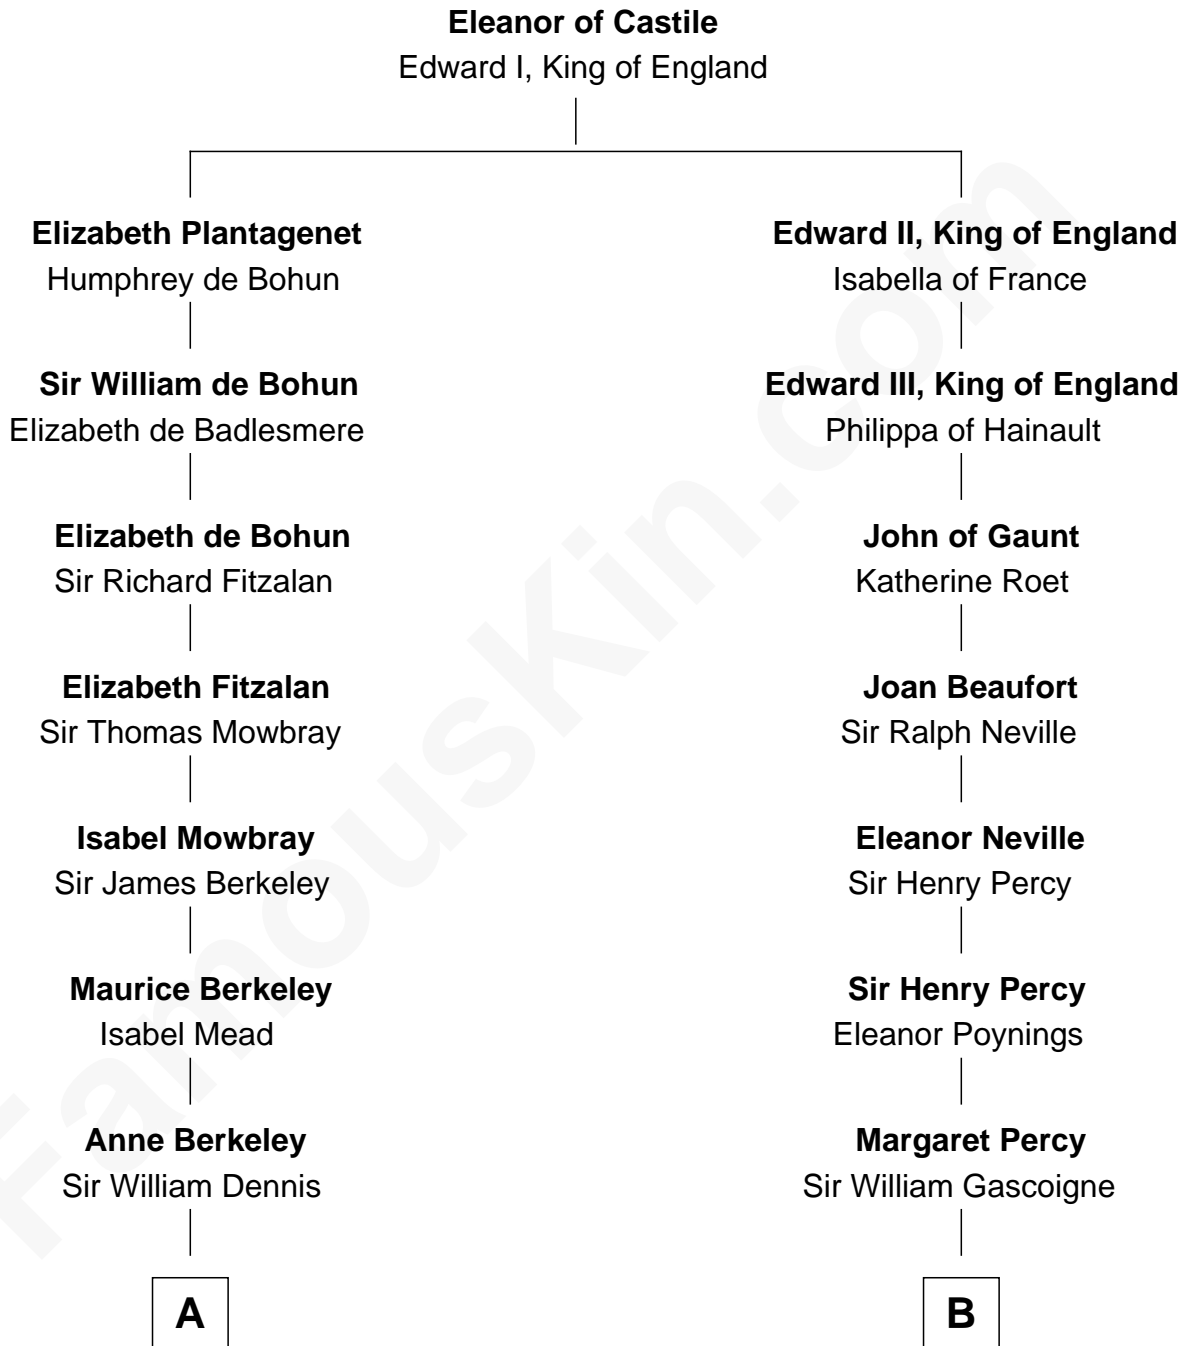 Eleanor of Castile
Edward I, King of England
Elizabeth Plantagenet
Humphrey de Bohun
Sir William de Bohun
Elizabeth de Badlesmere
Elizabeth de Bohun
Sir Richard Fitzalan
Elizabeth Fitzalan
Sir Thomas Mowbray
Isabel Mowbray
Sir James Berkeley
Maurice Berkeley
Isabel Mead
Anne Berkeley
Sir William Dennis
A
Edward II, King of England
Isabella of France
Edward III, King of England
Philippa of Hainault
John of Gaunt
Katherine Roet
Joan Beaufort
Sir Ralph Neville
Eleanor Neville
Sir Henry Percy
Sir Henry Percy
Eleanor Poynings
Margaret Percy
Sir William Gascoigne
B
FamousKin.com